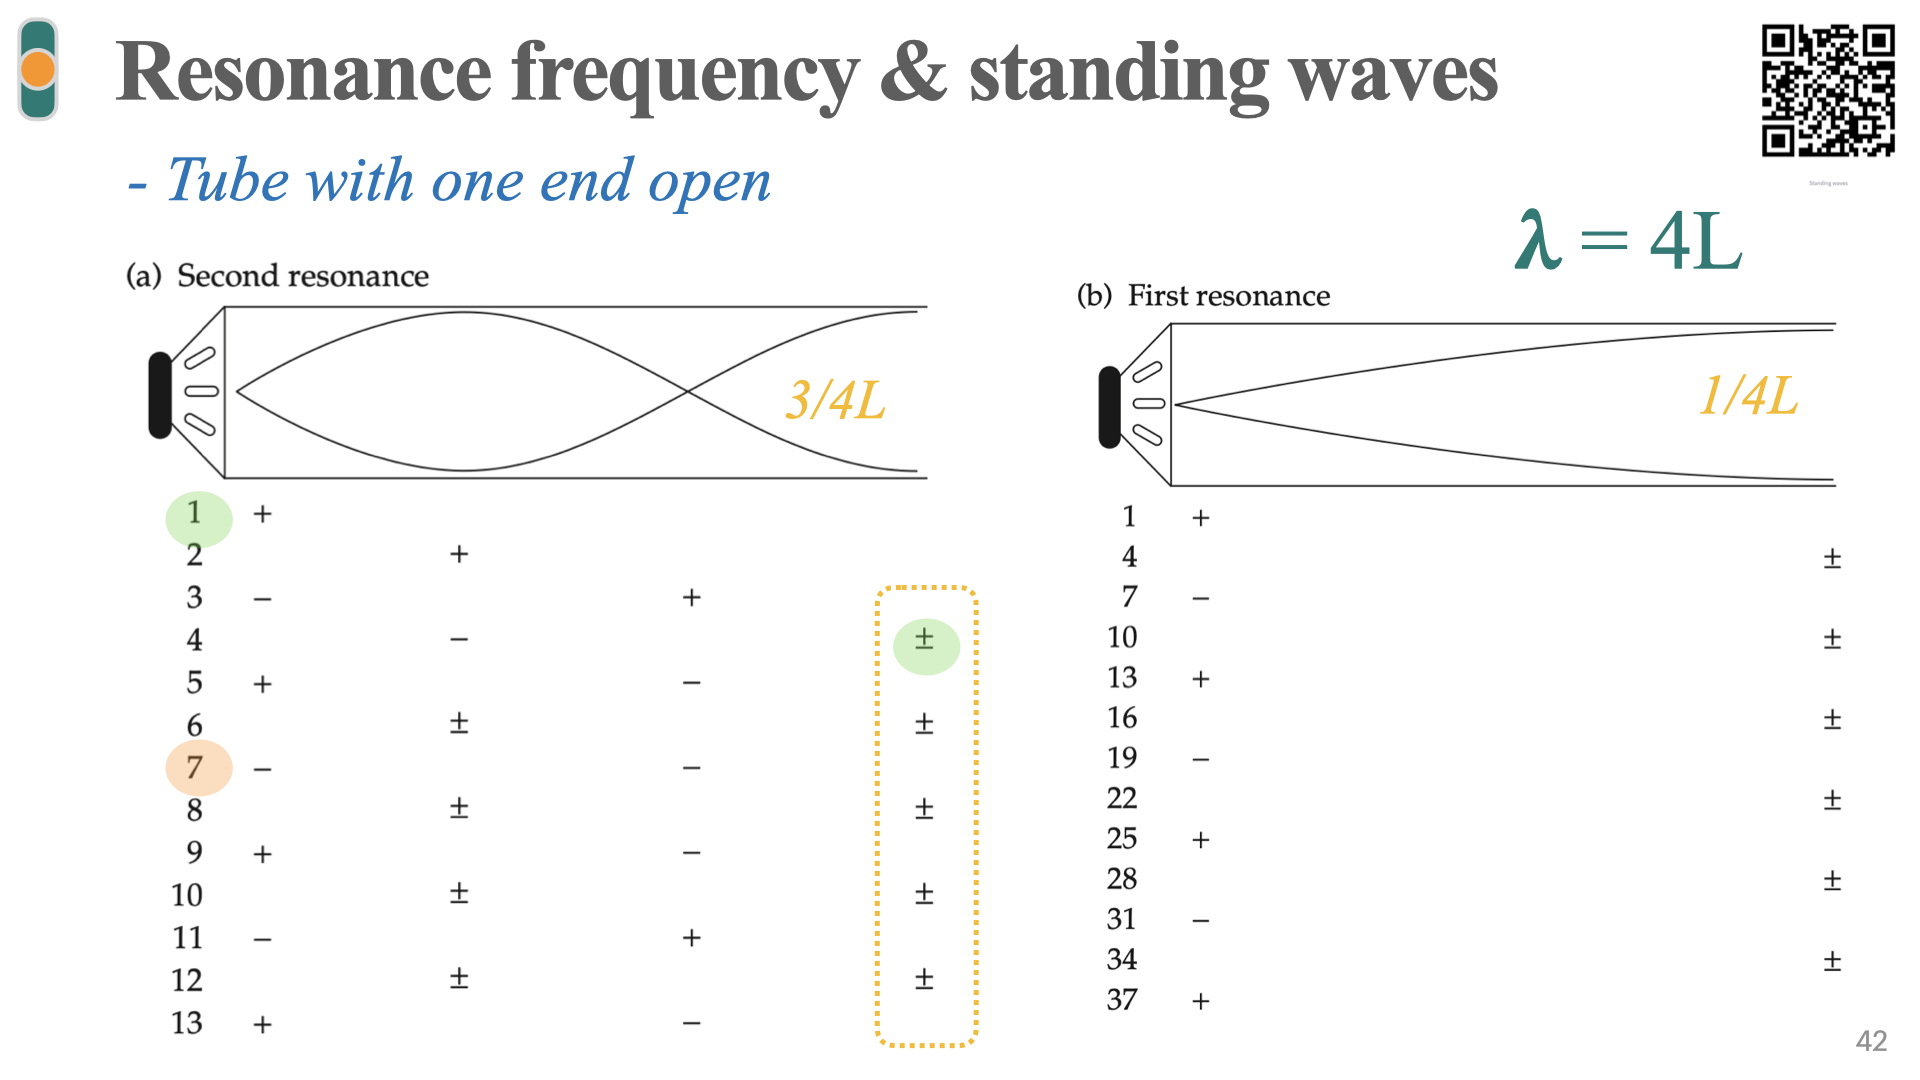 Resonance frequency & standing waves
- Tube with one end open
Standing waves
λ = 4L
(a) Second resonance
3/4L
1 +
2 +
3 − +
4 − ±
5 + −
6 ± ±
7 − −
8 ± ±
9 + −
10 ± ±
11 − +
12 ± ±
13 + −
(b) First resonance
1/4L
1 +
4 ±
7 −
10 ±
13 +
16 ±
19 −
22 ±
25 +
28 ±
31 −
34 ±
37 +
42